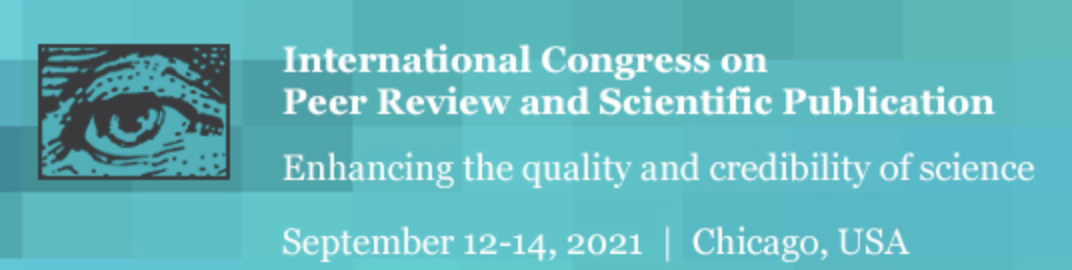 International Congress on
Peer Review and Scientific Publication
Enhancing the quality and credibility of science
September 12-14, 2021 | Chicago, USA